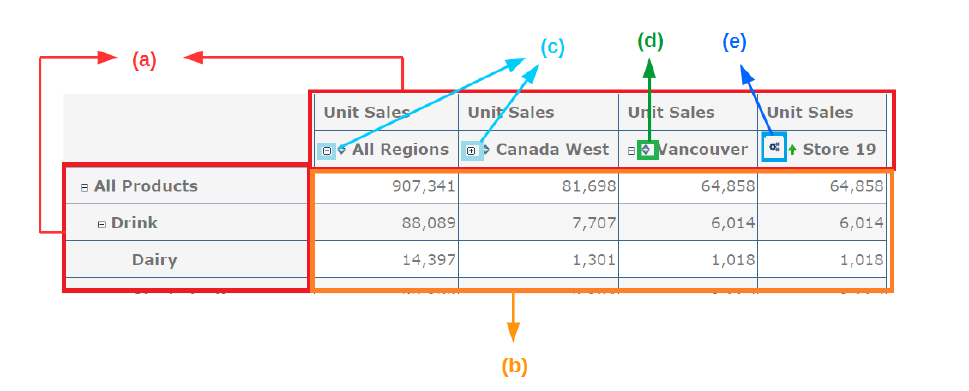 (a) (c) (d) (e)
Unit Sales Unit Sales Unit Sales Unit Sales
All Regions Canada West Vancouver Store 19
All Products 907,341 81,698 64,858 64,858
Drink 88,089 7,707 6,014 6,014
Dairy 14,397 1,301 1,018 1,018
(b)